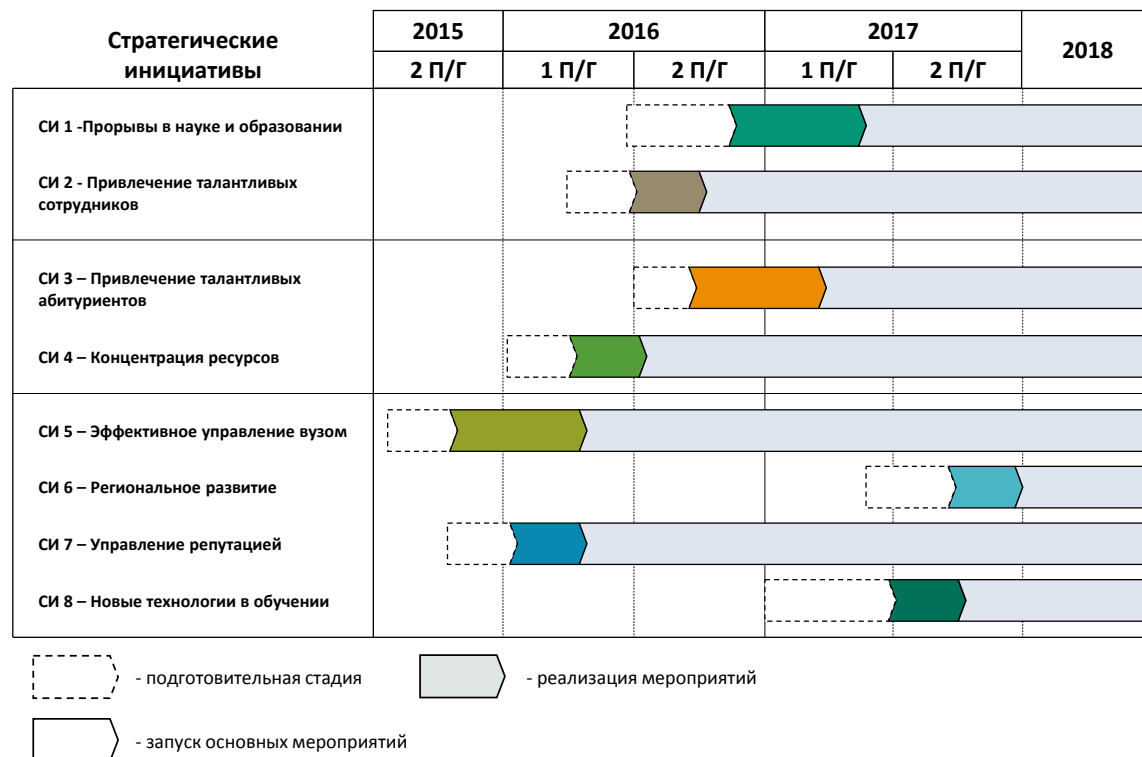 Стратегические
инициативы
2015
2016
2017
2018
2 П/Г
1 П/Г
2 П/Г
1 П/Г
2 П/Г
СИ 1 -Прорывы в науке и образовании
СИ 2 - Привлечение талантливых
сотрудников
СИ 3 – Привлечение талантливых
абитуриентов
СИ 4 – Концентрация ресурсов
СИ 5 – Эффективное управление вузом
СИ 6 – Региональное развитие
СИ 7 – Управление репутацией
СИ 8 – Новые технологии в обучении
- подготовительная стадия
- реализация мероприятий
- запуск основных мероприятий